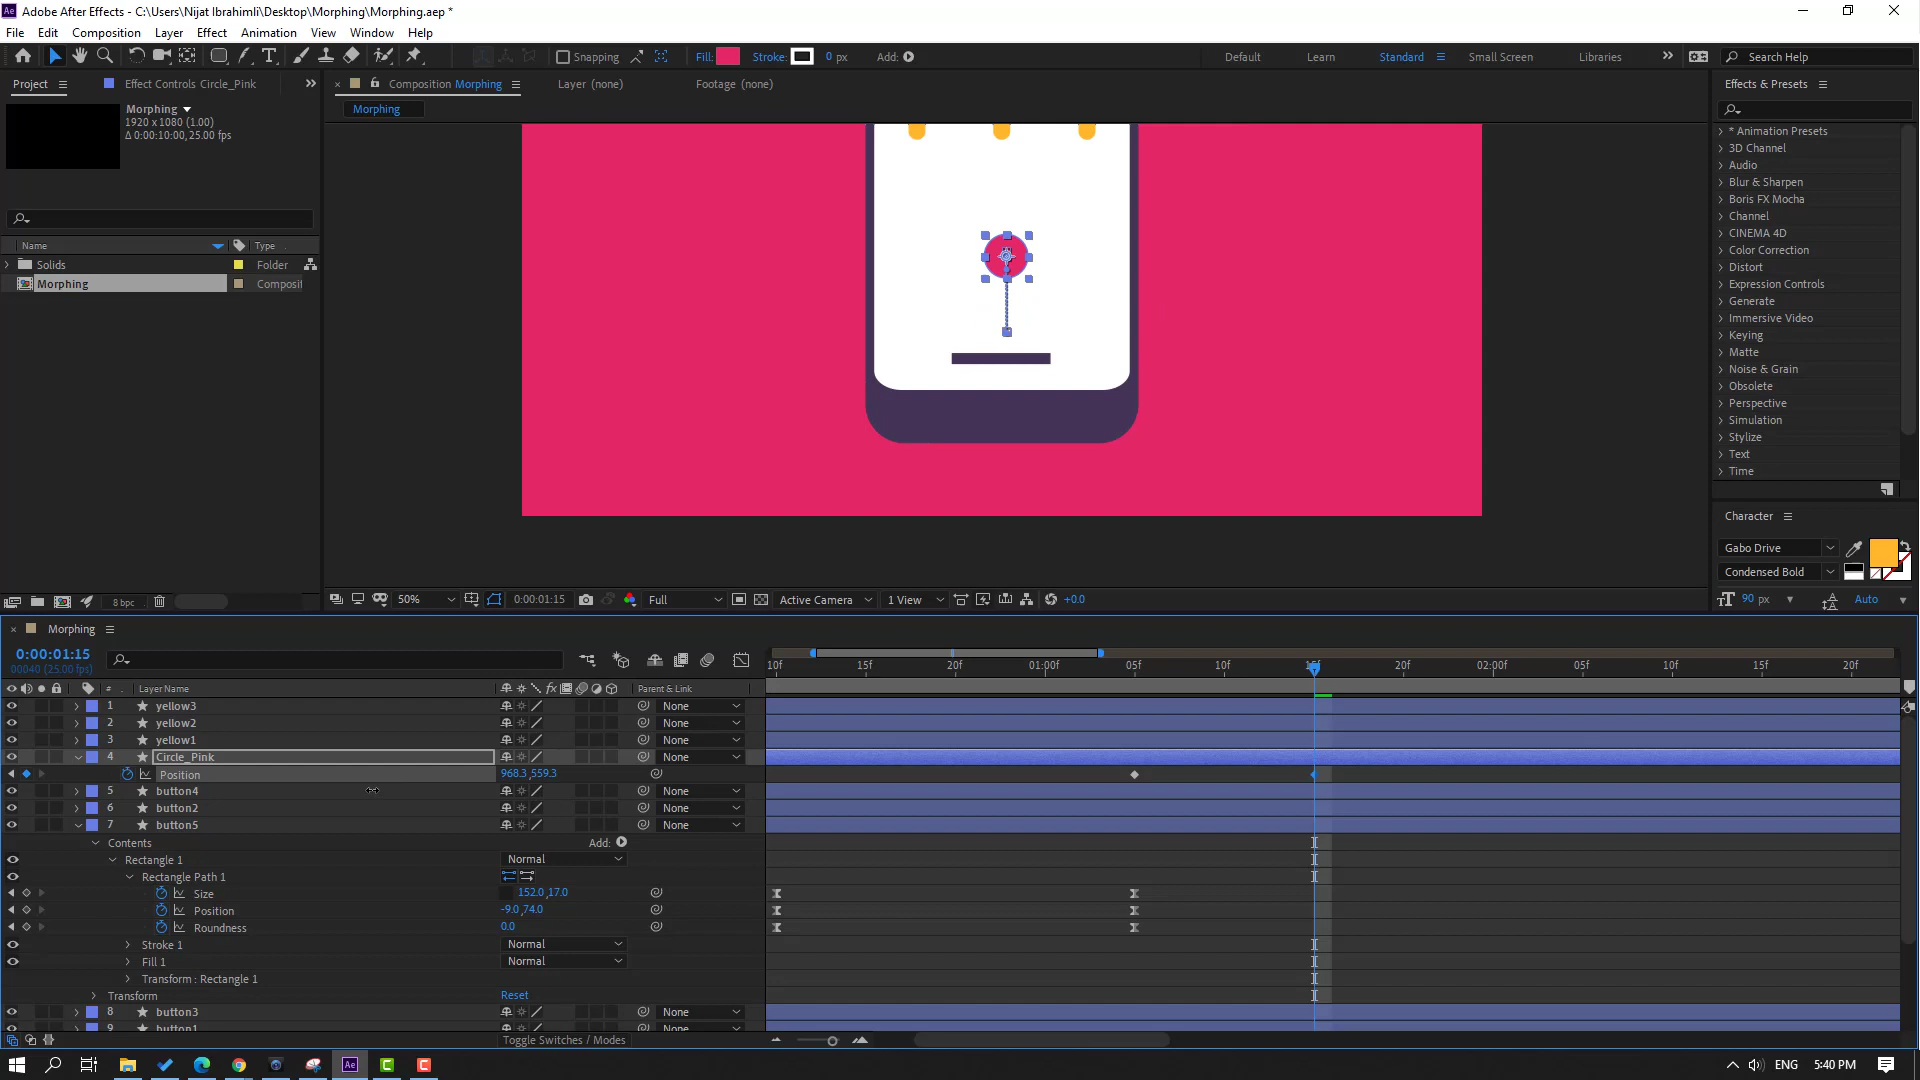 Adobe After Effects - C:\Users\Nijat Ibrahimli\Desktop\Morphing\Morphing.aep *
File Edit Composition Layer Effect Animation View Window Help
Snapping Fill: Stroke: 0 px Add: Default Learn Standard Small Screen Libraries Search Help
Project Effect Controls Circle_Pink Composition Morphing Layer (none) Footage (none) Effects & Presets
Morphing
Morphing
1920 x 1080 (1.00)
Δ 0:00:10:00, 25.00 fps
Name Type
Solids Folder
Morphing Composit
* Animation Presets
3D Channel
Audio
Blur & Sharpen
Boris FX Mocha
Channel
CINEMA 4D
Color Correction
Distort
Expression Controls
Generate
Immersive Video
Keying
Matte
Noise & Grain
Obsolete
Perspective
Simulation
Stylize
Text
Time
Character
Gabo Drive
Condensed Bold
90 px Auto
8 bpc
50% 0:00:01:15 Full Active Camera 1 View +0.0
Morphing
0:00:01:15
00040 (25.00 fps)
10f 15f 20f 01:00f 05f 10f 15f 20f 02:00f 05f 10f 15f 20f
# Layer Name fx Parent & Link
1 yellow3 None
2 yellow2 None
3 yellow1 None
4 Circle_Pink None
Position 968.3,559.3
5 button4 None
6 button2 None
7 button5 None
Contents Add:
Rectangle 1 Normal
Rectangle Path 1
Size 152.0,17.0
Position -9.0,74.0
Roundness 0.0
Stroke 1 Normal
Fill 1 Normal
Transform : Rectangle 1
Transform Reset
8 button3 None
9 button1 None
Toggle Switches / Modes
Ae ENG 5:40 PM